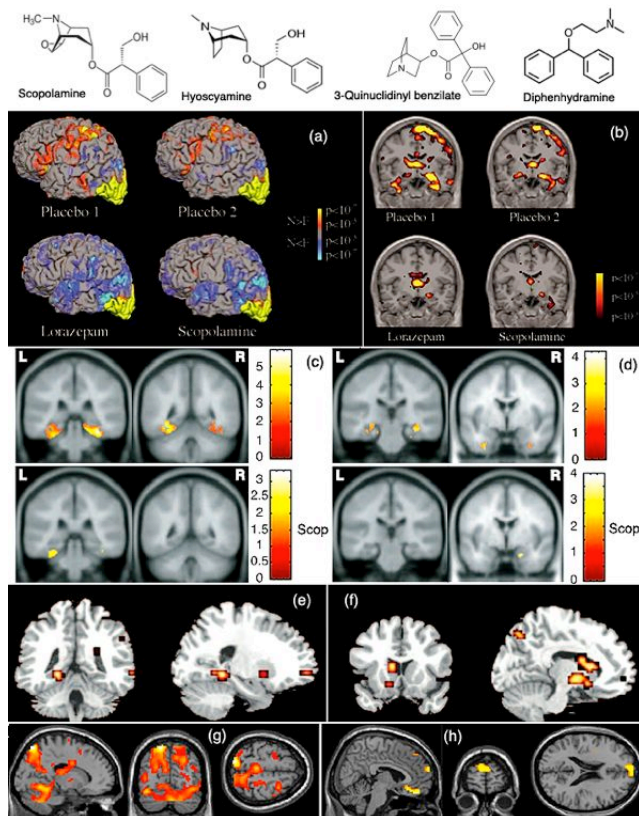 H₃C
N
O
OH
O
O
Scopolamine
N
OH
O
O
Hyoscyamine
O
OH
N
O
3-Quinuclidinyl benzilate
N
O
Diphenhydramine
(a)
Placebo 1
Placebo 2
N>F
N<F
Lorazepam
Scopolamine
(b)
Placebo 1
Placebo 2
Lorazepam
Scopolamine
L
R
(c)
5
4
3
2
1
0
L
R
3
2.5
2
1.5
1
0.5
0
Scop
L
R
(d)
4
3
2
1
0
L
R
4
3
2
1
0
Scop
(e)
(f)
(g)
(h)